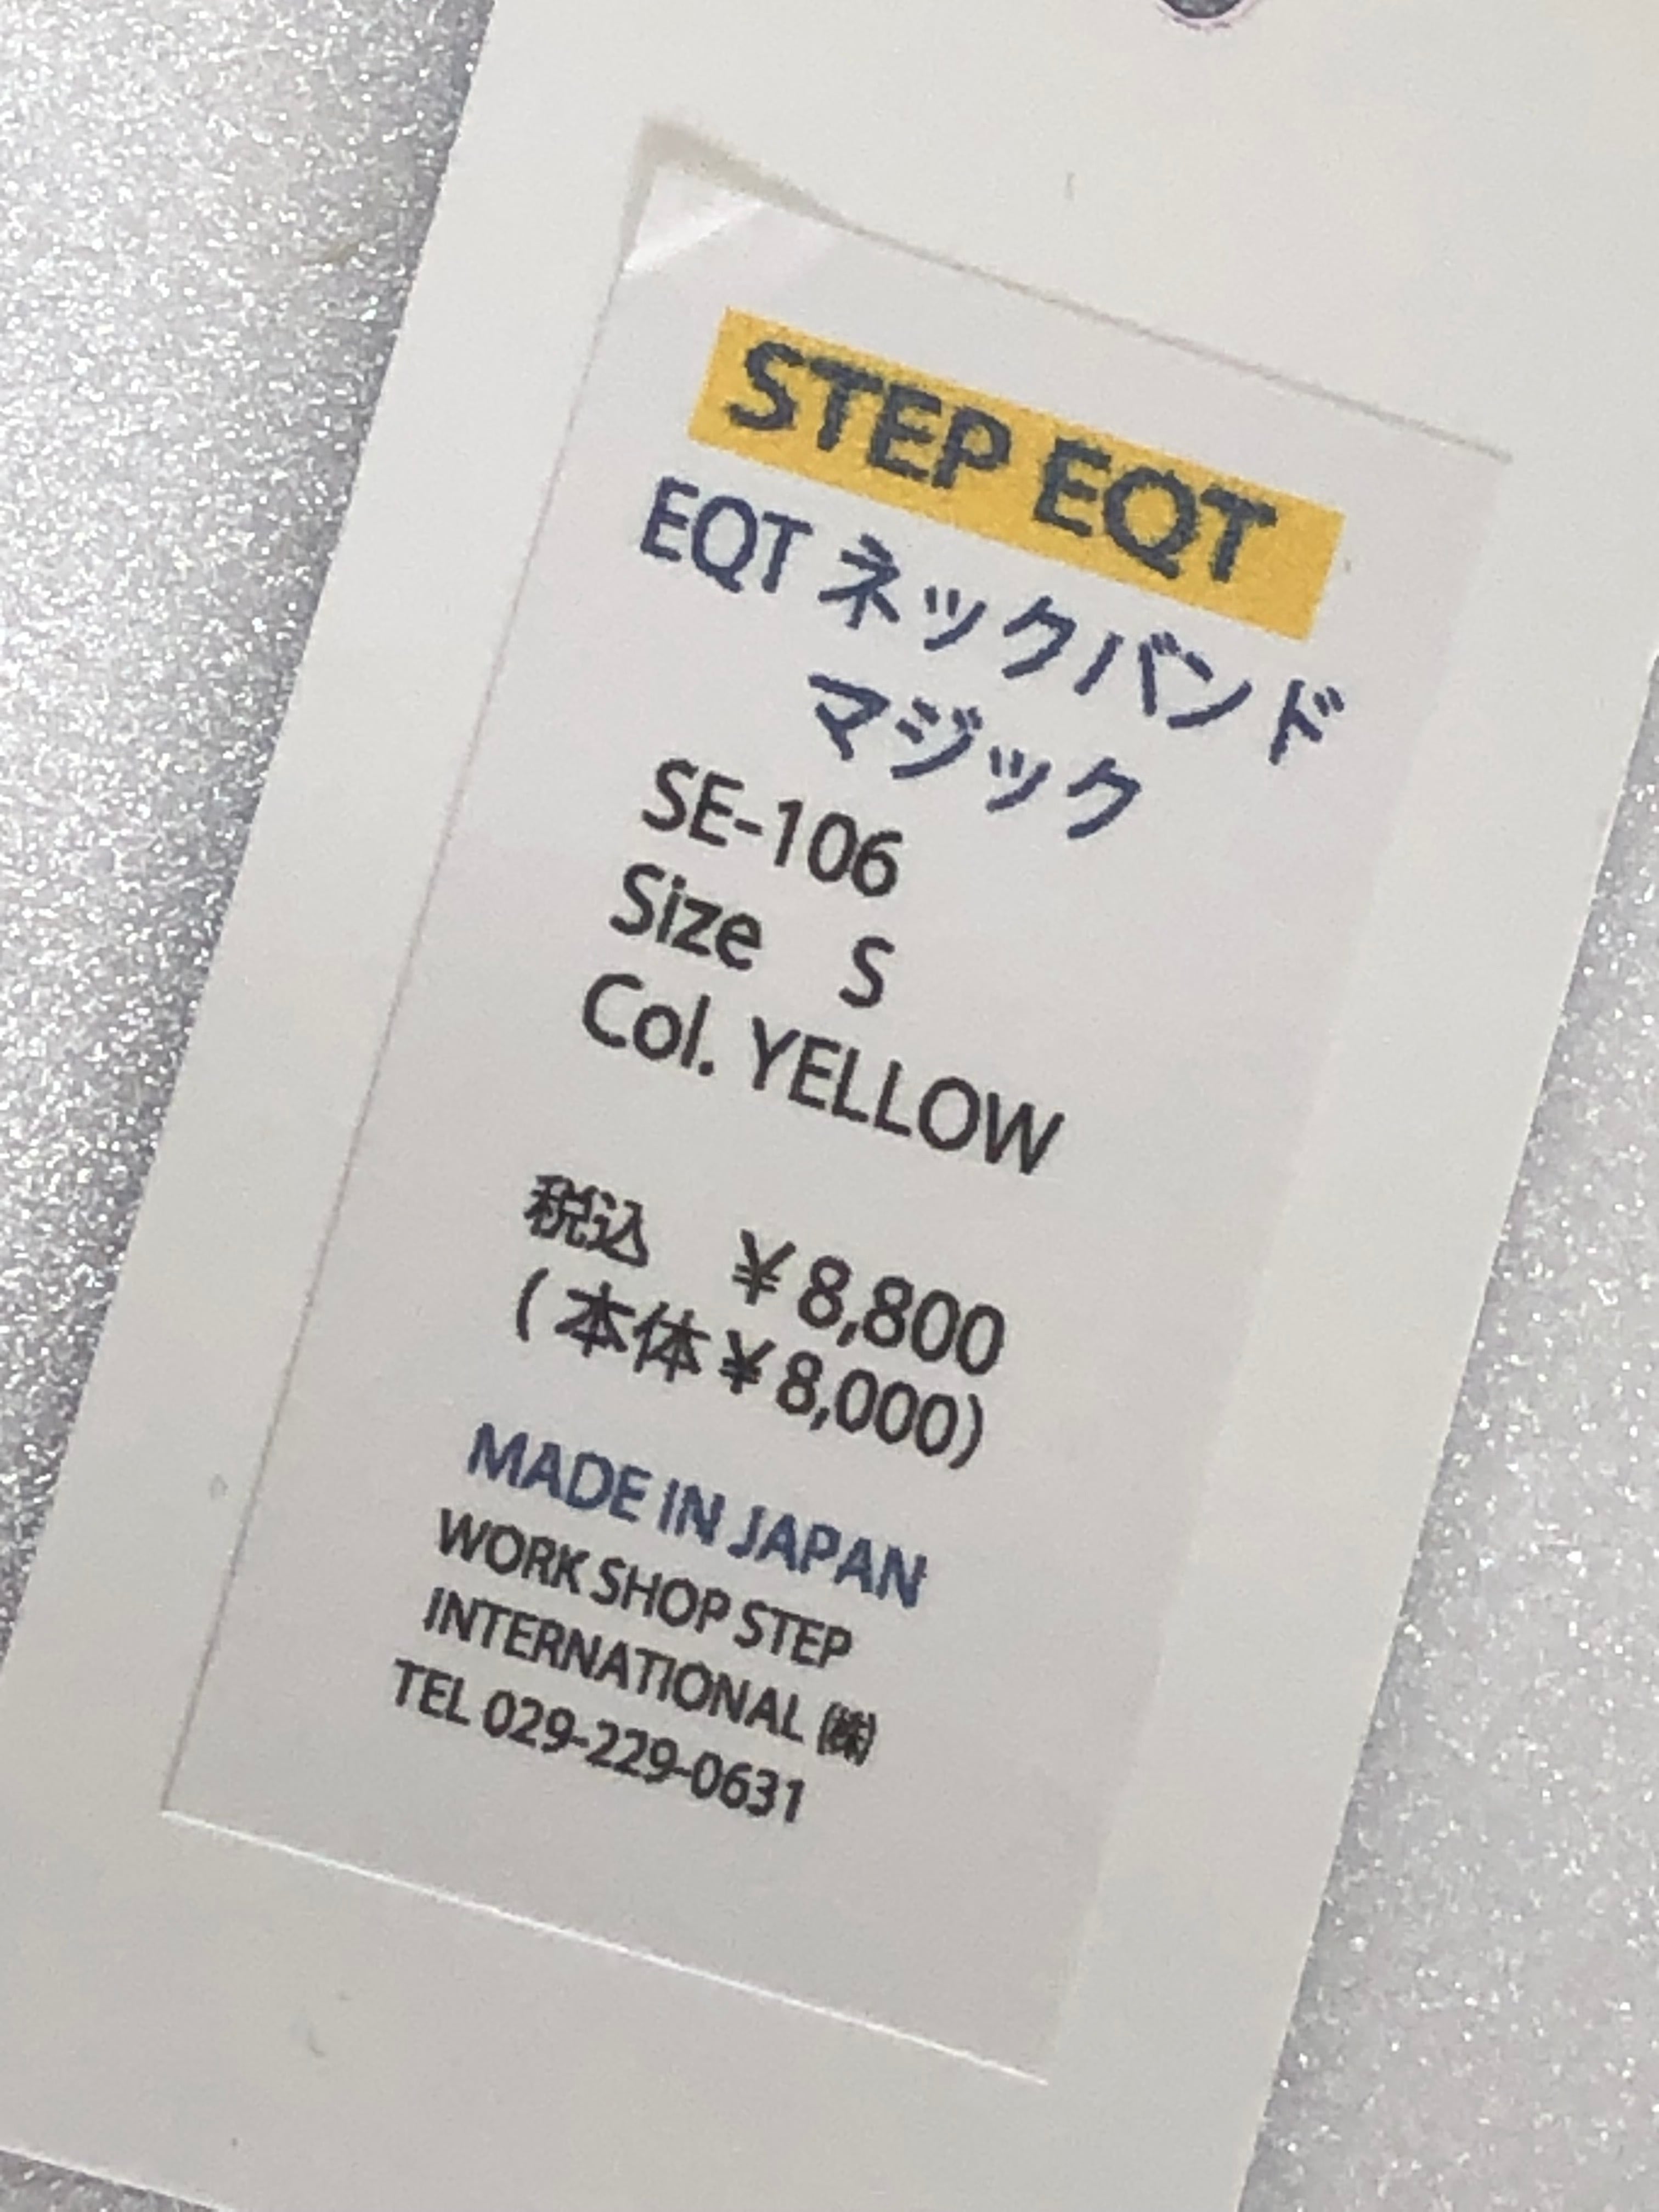 STEP EQT
EQT ネックバンド
マジック
SE-106
Size　S
Col. YELLOW
税込　￥8,800
(本体￥8,000)
MADE IN JAPAN
WORK SHOP STEP
INTERNATIONAL ㈱
TEL 029-229-0631